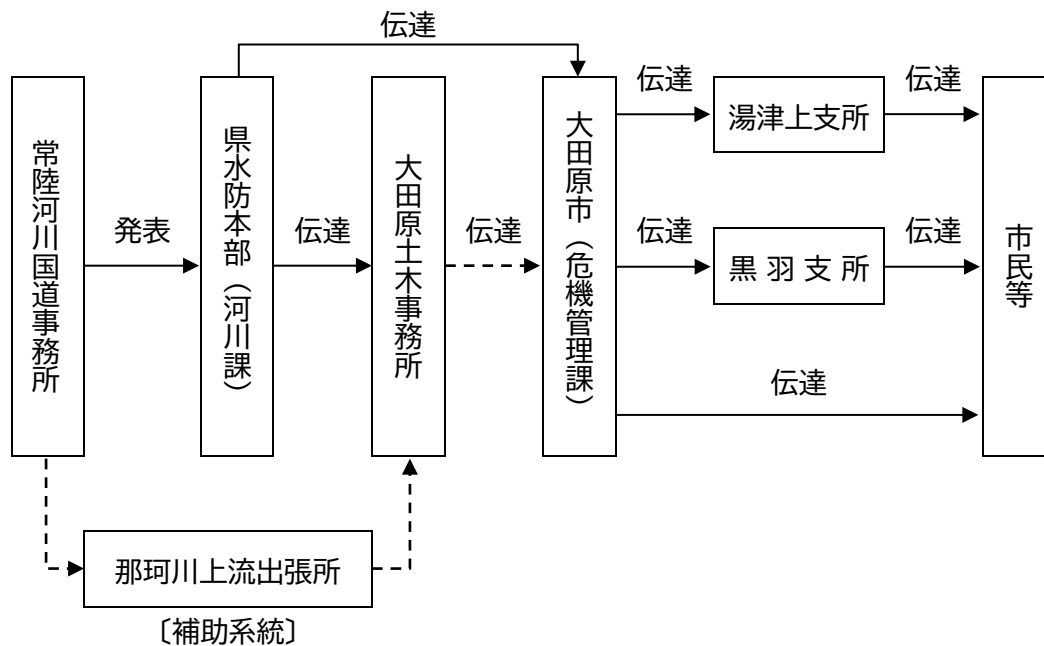 伝達
常陸河川国道事務所
発表
県水防本部（河川課）
伝達
大田原土木事務所
伝達
大田原市（危機管理課）
伝達
湯津上支所
伝達
伝達
黒羽支所
伝達
伝達
市民等
那珂川上流出張所
〔補助系統〕